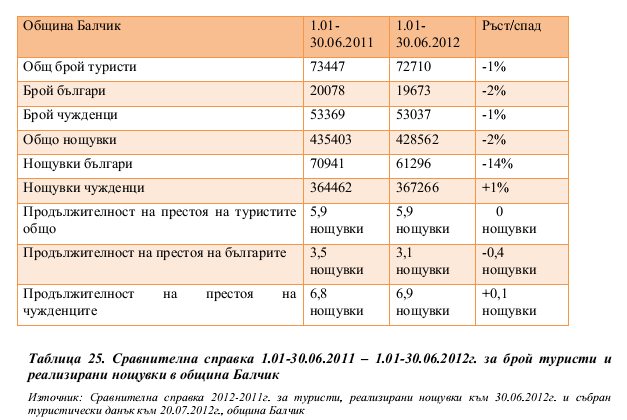 Община Балчик 1.01- 1.01- Ръст/спад
30.06.2011 30.06.2012
Общ брой туристи 73447 72710 -1%
Брой българи 20078 19673 -2%
Брой чужденци 53369 53037 -1%
Общо нощувки 435403 428562 -2%
Нощувки българи 70941 61296 -14%
Нощувки чужденци 364462 367266 +1%
Продължителност на престоя на туристите 5,9 5,9 0
общо нощувки нощувки нощувки
Продължителност на престоя на българите 3,5 3,1 -0,4
нощувки нощувки нощувки
Продължителност на престоя на 6,8 6,9 +0,1
чужденците нощувки нощувки нощувки
Таблица 25. Сравнителна справка 1.01-30.06.2011 – 1.01-30.06.2012г. за брой туристи и
реализирани нощувки в община Балчик
Източник: Сравнителна справка 2012-2011г. за туристи, реализирани нощувки към 30.06.2012г. и събран
туристически данък към 20.07.2012г., община Балчик